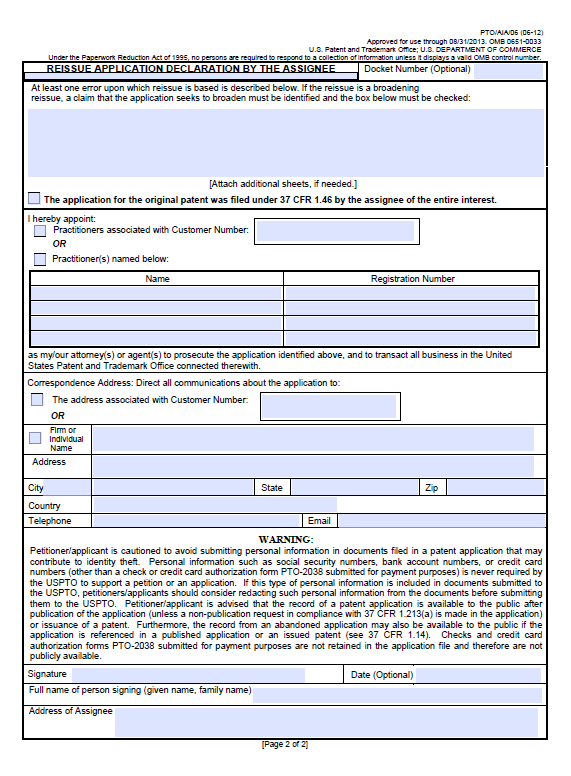 PTO/AIA/06 (06-12)
Approved for use through 08/31/2013. OMB 0651-0033
U.S. Patent and Trademark Office; U.S. DEPARTMENT OF COMMERCE
Under the Paperwork Reduction Act of 1995, no persons are required to respond to a collection of information unless it displays a valid OMB control number.
REISSUE APPLICATION DECLARATION BY THE ASSIGNEE
Docket Number (Optional)
At least one error upon which reissue is based is described below. If the reissue is a broadening
reissue, a claim that the application seeks to broaden must be identified and the box below must be checked:
[Attach additional sheets, if needed.]
The application for the original patent was filed under 37 CFR 1.46 by the assignee of the entire interest.
I hereby appoint:
Practitioners associated with Customer Number:
OR
Practitioner(s) named below:
Name Registration Number
as my/our attorney(s) or agent(s) to prosecute the application identified above, and to transact all business in the United
States Patent and Trademark Office connected therewith.
Correspondence Address: Direct all communications about the application to:
The address associated with Customer Number:
OR
Firm or
Individual
Name
Address
City State Zip
Country
Telephone Email
WARNING:
Petitioner/applicant is cautioned to avoid submitting personal information in documents filed in a patent application that may
contribute to identity theft. Personal information such as social security numbers, bank account numbers, or credit card
numbers (other than a check or credit card authorization form PTO-2038 submitted for payment purposes) is never required by
the USPTO to support a petition or an application. If this type of personal information is included in documents submitted to
the USPTO, petitioners/applicants should consider redacting such personal information from the documents before submitting
them to the USPTO. Petitioner/applicant is advised that the record of a patent application is available to the public after
publication of the application (unless a non-publication request in compliance with 37 CFR 1.213(a) is made in the application)
or issuance of a patent. Furthermore, the record from an abandoned application may also be available to the public if the
application is referenced in a published application or an issued patent (see 37 CFR 1.14). Checks and credit card
authorization forms PTO-2038 submitted for payment purposes are not retained in the application file and therefore are not
publicly available.
Signature Date (Optional)
Full name of person signing (given name, family name)
Address of Assignee
[Page 2 of 2]